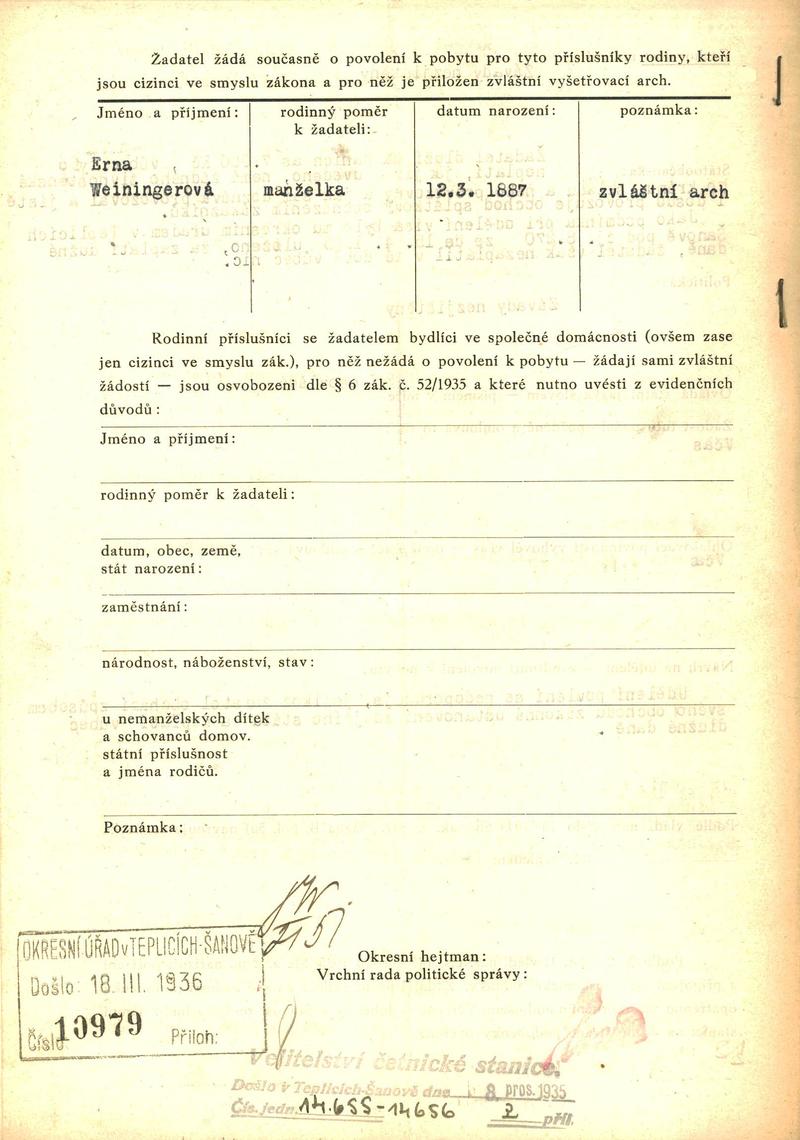 Žadatel žádá současně o povolení k pobytu pro tyto příslušníky rodiny, kteří
jsou cizinci ve smyslu zákona a pro něž je přiložen zvláštní vyšetřovací arch.
Jméno a příjmení: rodinný poměr k žadateli: datum narození: poznámka:
Erna
Weiningerová manželka 12.3. 1887 zvláštní arch
Rodinní příslušníci se žadatelem bydlící ve společné domácnosti (ovšem zase
jen cizinci ve smyslu zák.), pro něž nežádá o povolení k pobytu — žádají sami zvláštní
žádostí — jsou osvobozeni dle § 6 zák. č. 52/1935 a které nutno uvésti z evidenčních
důvodů:
Jméno a příjmení:
rodinný poměr k žadateli:
datum, obec, země,
stát narození:
zaměstnání:
národnost, náboženství, stav:
u nemanželských dítek
a schovanců domov.
státní příslušnost
a jména rodičů.
Poznámka:
OKRESNÍ ÚŘAD v TEPLICÍCH-ŠANOVĚ
Došlo: 18. III. 1936
Číslo 10979 Příloh:
Okresní hejtman:
Vrchní rada politické správy:
Velitelství četnické stanice
Došlo v Teplicích-Šanově dne 8. pros. 1935
Čís. jedn. 14.655-14656 2 příl.